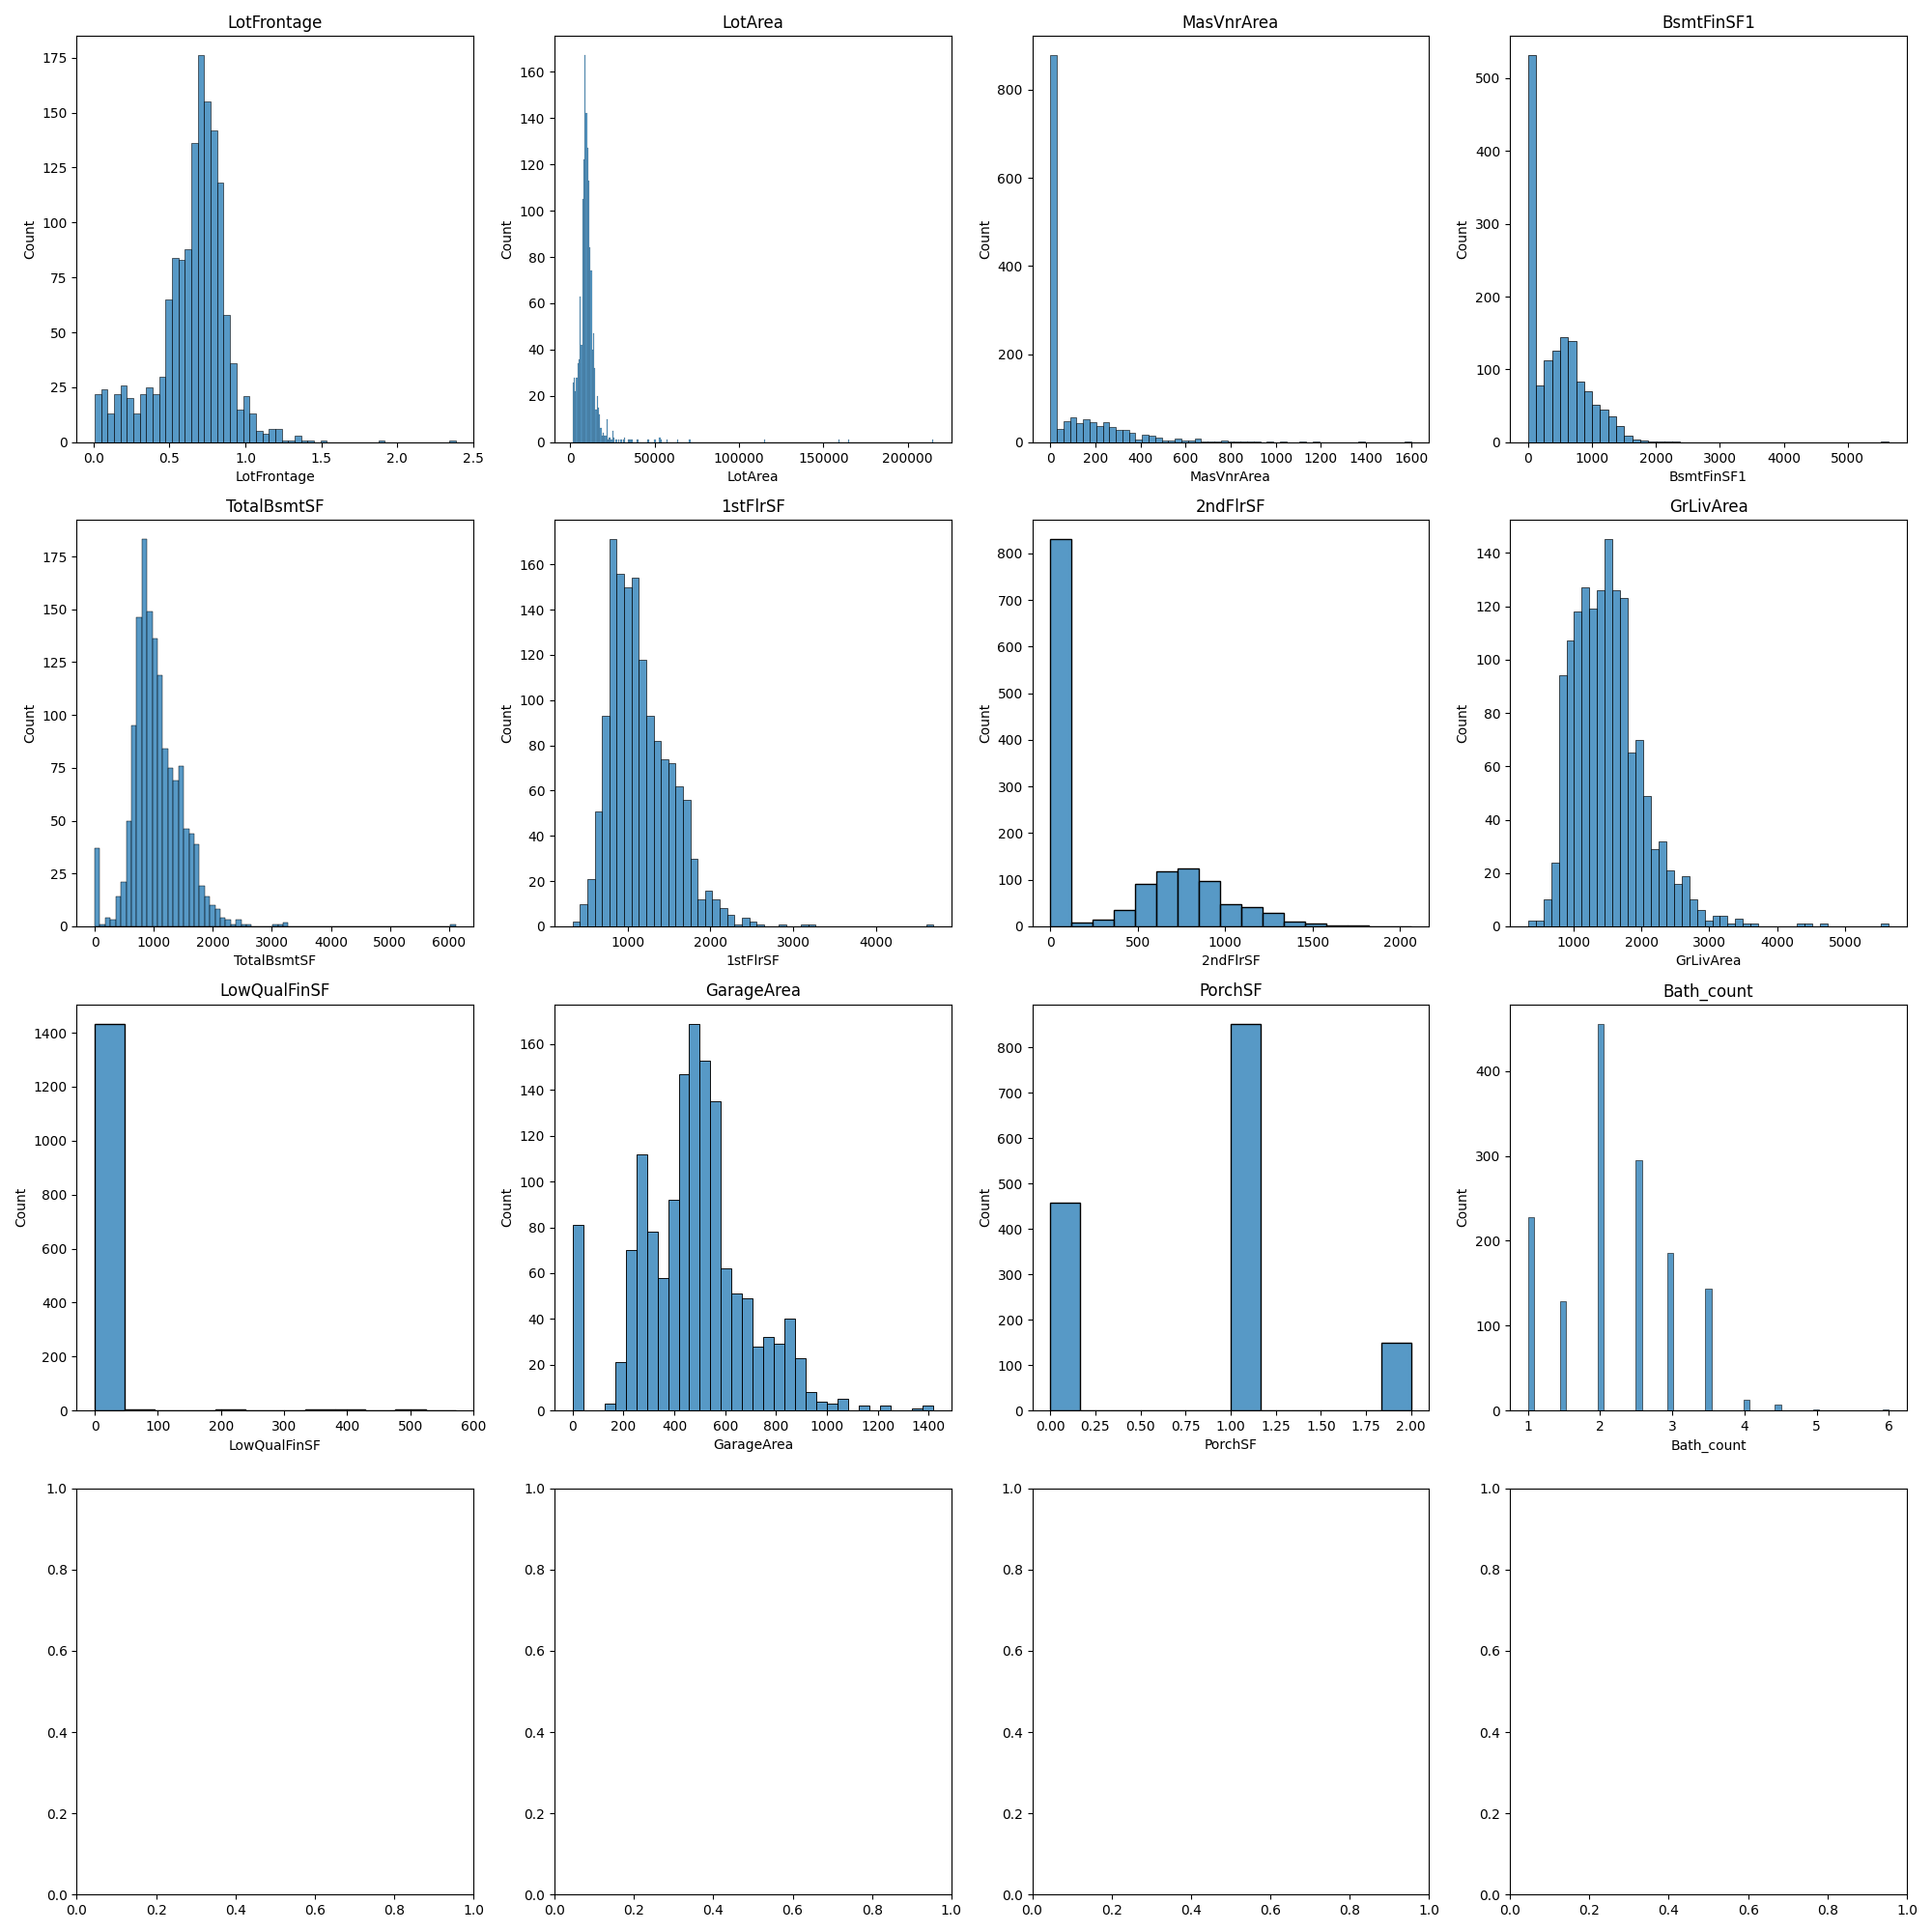 LotFrontage
LotArea
MasVnrArea
BsmtFinSF1
175
150
125
100
75
50
25
0
Count
0.0 0.5 1.0 1.5 2.0 2.5
LotFrontage
160
140
120
100
80
60
40
20
0
Count
0 50000 100000 150000 200000
LotArea
800
600
400
200
0
Count
0 200 400 600 800 1000 1200 1400 1600
MasVnrArea
500
400
300
200
100
0
Count
0 1000 2000 3000 4000 5000
BsmtFinSF1
TotalBsmtSF
1stFlrSF
2ndFlrSF
GrLivArea
175
150
125
100
75
50
25
0
Count
0 1000 2000 3000 4000 5000 6000
TotalBsmtSF
160
140
120
100
80
60
40
20
0
Count
1000 2000 3000 4000
1stFlrSF
800
700
600
500
400
300
200
100
0
Count
0 500 1000 1500 2000
2ndFlrSF
140
120
100
80
60
40
20
0
Count
1000 2000 3000 4000 5000
GrLivArea
LowQualFinSF
GarageArea
PorchSF
Bath_count
1400
1200
1000
800
600
400
200
0
Count
0 100 200 300 400 500 600
LowQualFinSF
160
140
120
100
80
60
40
20
0
Count
0 200 400 600 800 1000 1200 1400
GarageArea
800
700
600
500
400
300
200
100
0
Count
0.00 0.25 0.50 0.75 1.00 1.25 1.50 1.75 2.00
PorchSF
400
300
200
100
0
Count
1 2 3 4 5 6
Bath_count
1.0
0.8
0.6
0.4
0.2
0.0
0.0 0.2 0.4 0.6 0.8 1.0
1.0
0.8
0.6
0.4
0.2
0.0
0.0 0.2 0.4 0.6 0.8 1.0
1.0
0.8
0.6
0.4
0.2
0.0
0.0 0.2 0.4 0.6 0.8 1.0
1.0
0.8
0.6
0.4
0.2
0.0
0.0 0.2 0.4 0.6 0.8 1.0